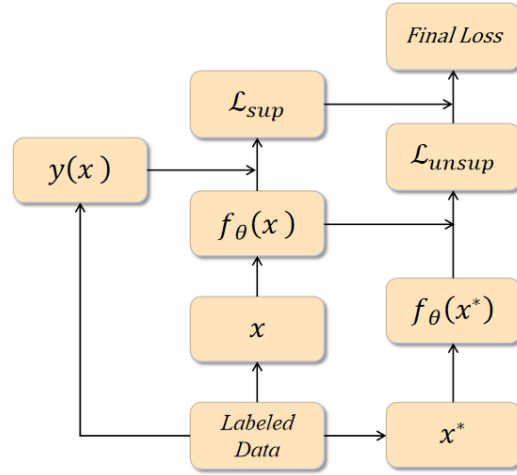 Final Loss
ℒ_sup
y(x)
ℒ_unsup
f_θ(x)
f_θ(x*)
x
Labeled
Data
x*